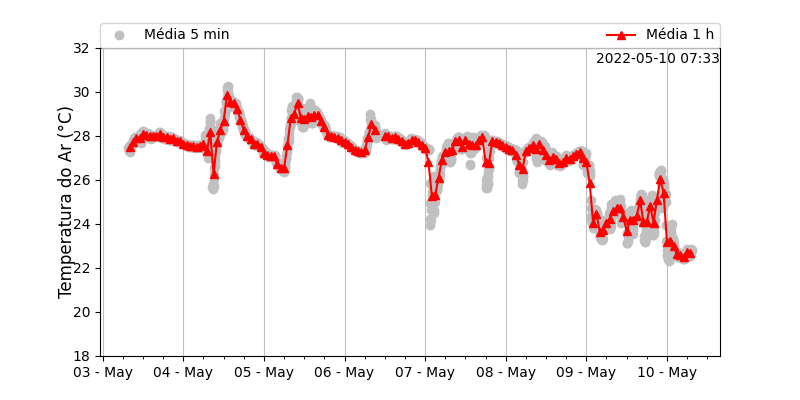 Média 5 min
Média 1 h
2022-05-10 07:33
Temperatura do Ar (°C)
32
30
28
26
24
22
20
18
03 - May
04 - May
05 - May
06 - May
07 - May
08 - May
09 - May
10 - May